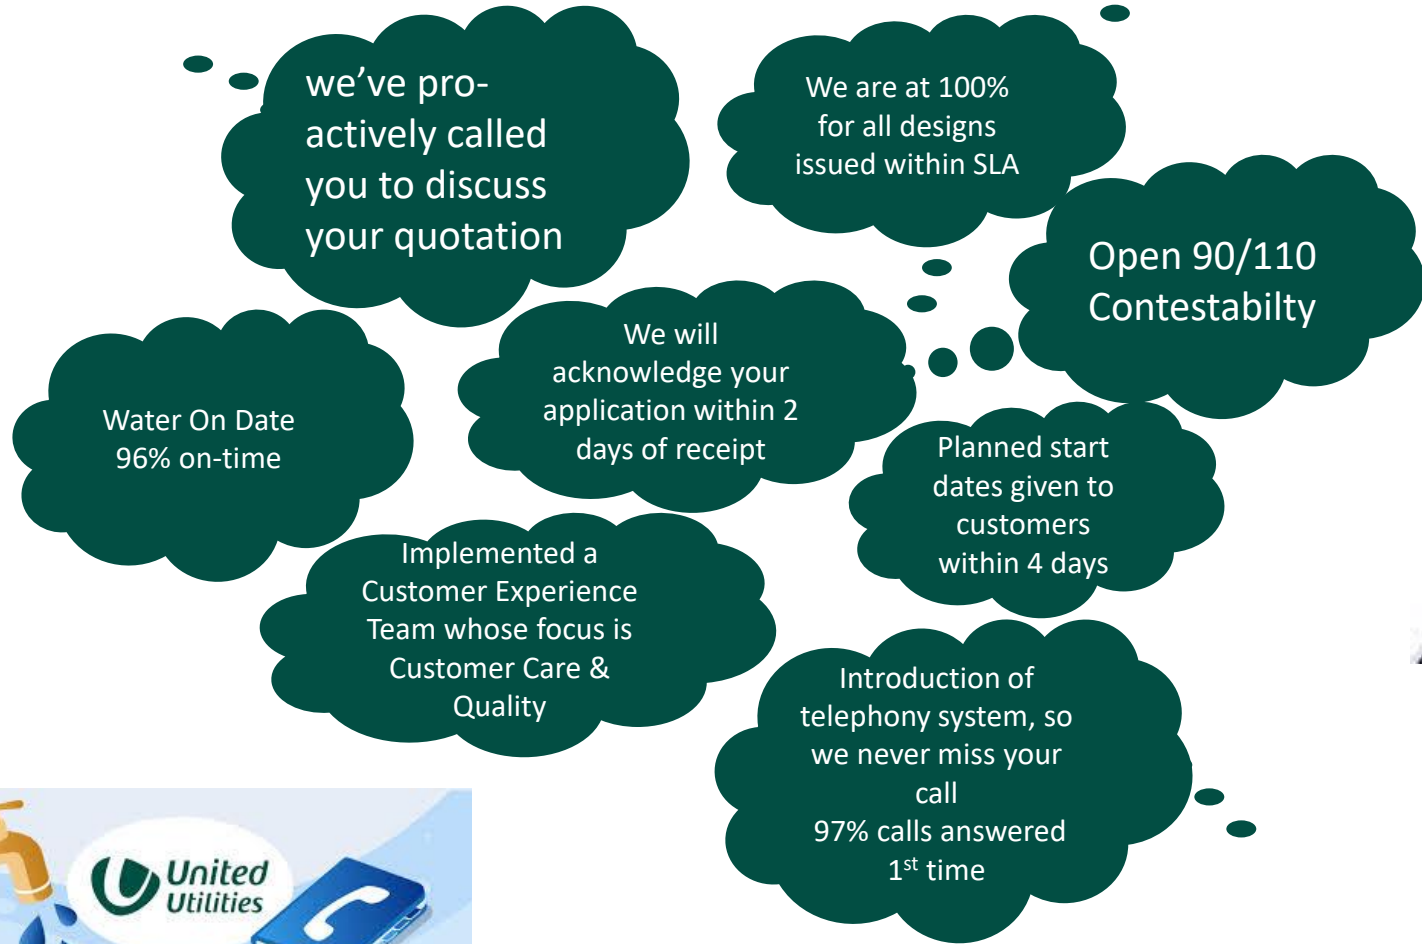 we’ve pro-
actively called
you to discuss
your quotation
We are at 100%
for all designs
issued within SLA
Open 90/110
Contestabilty
We will
acknowledge your
application within 2
days of receipt
Water On Date
96% on-time
Planned start
dates given to
customers
within 4 days
Implemented a
Customer Experience
Team whose focus is
Customer Care &
Quality
Introduction of
telephony system, so
we never miss your
call
97% calls answered
1st time
United
Utilities